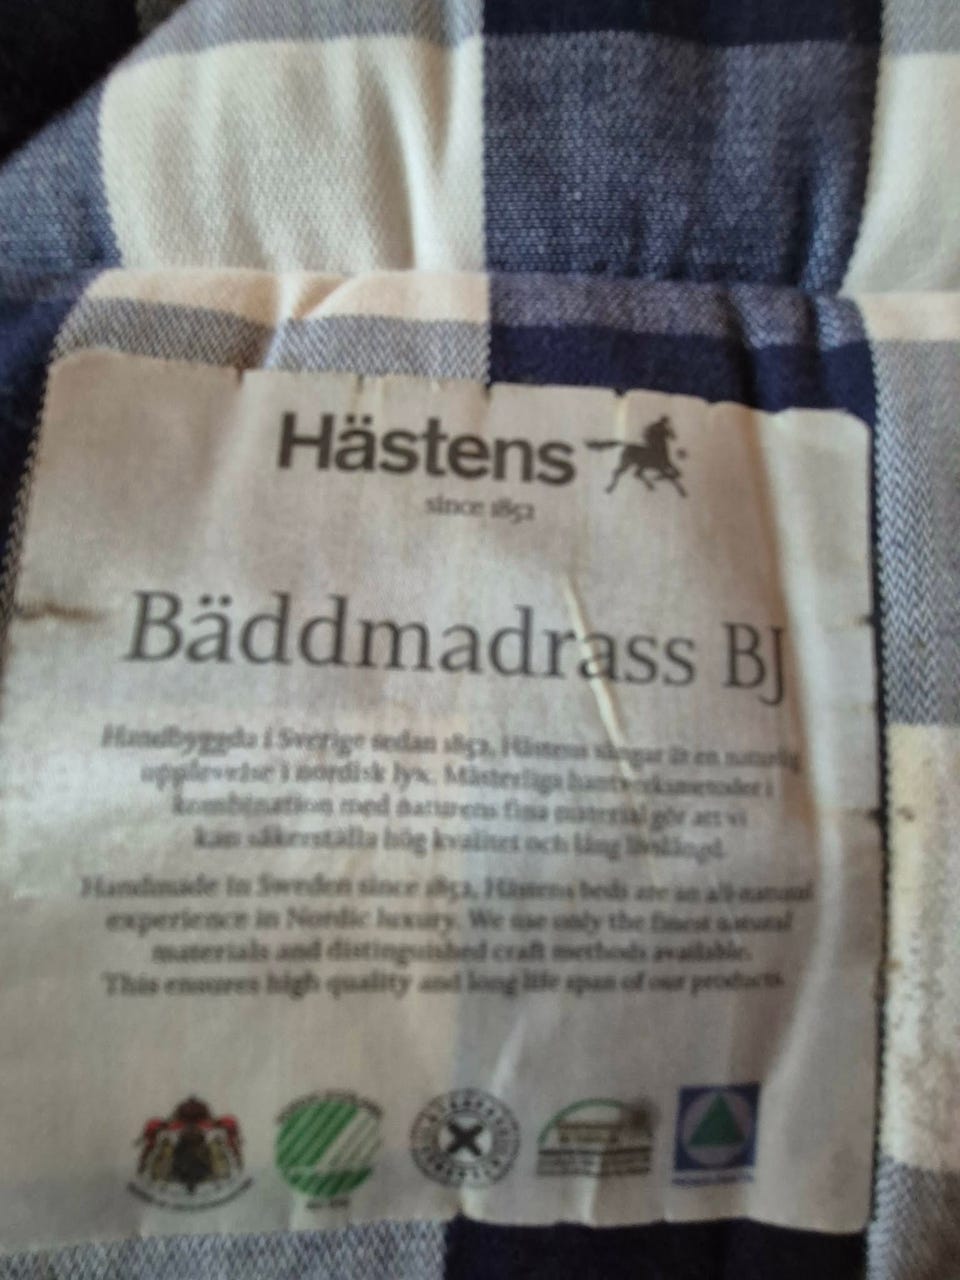 Hästens
since 1852
Bäddmadrass BJ
Handbyggda i Sverige sedan 1852, Hästens sängar är en naturlig
upplevelse i nordisk lyx. Mästerliga hantverksmetoder i
kombination med naturens fina material gör att vi
kan säkerställa hög kvalitet och lång livslängd.
Handmade in Sweden since 1852, Hästens beds are an all-natural
experience in Nordic luxury. We use only the finest natural
materials and distinguished craft methods available.
This ensures high quality and long life span of our products.